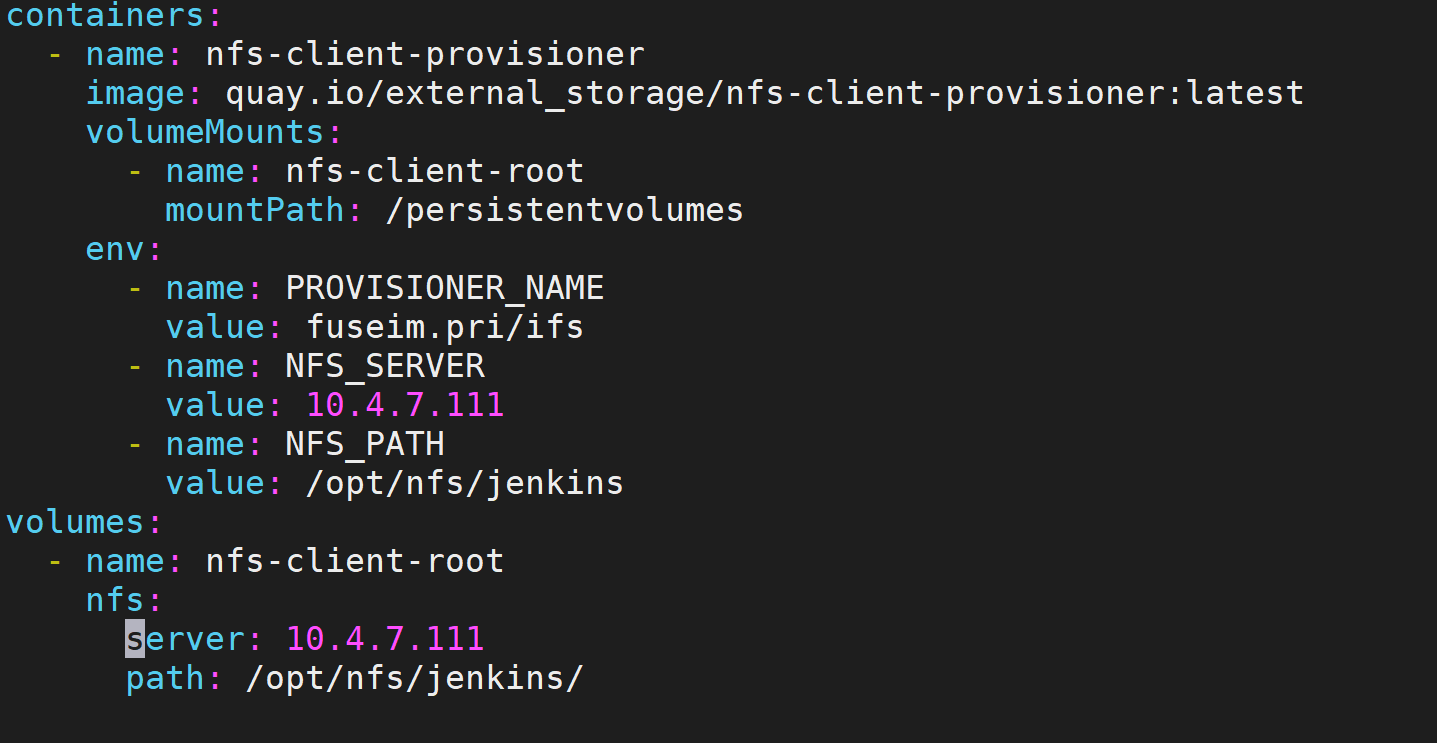 containers:
  - name: nfs-client-provisioner
    image: quay.io/external_storage/nfs-client-provisioner:latest
    volumeMounts:
      - name: nfs-client-root
        mountPath: /persistentvolumes
    env:
      - name: PROVISIONER_NAME
        value: fuseim.pri/ifs
      - name: NFS_SERVER
        value: 10.4.7.111
      - name: NFS_PATH
        value: /opt/nfs/jenkins
volumes:
  - name: nfs-client-root
    nfs:
      server: 10.4.7.111
      path: /opt/nfs/jenkins/